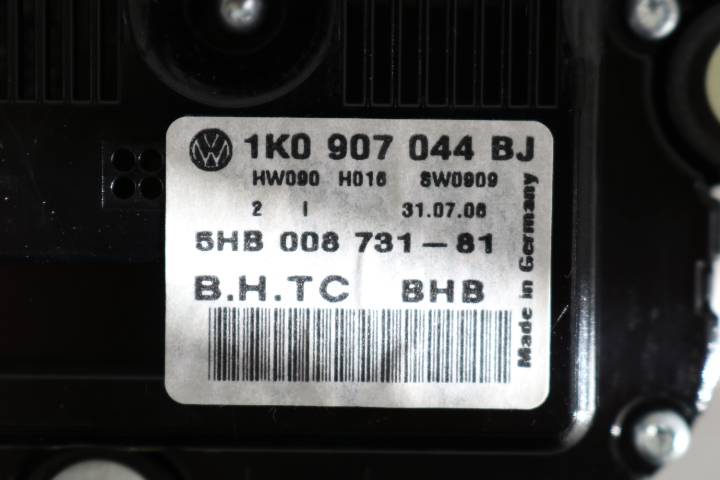 1K0 907 044 BJ
HW090 H016 SW0909
2 I 31.07.06
5HB 008 731-81
B.H.TC BHB
Made in Germany